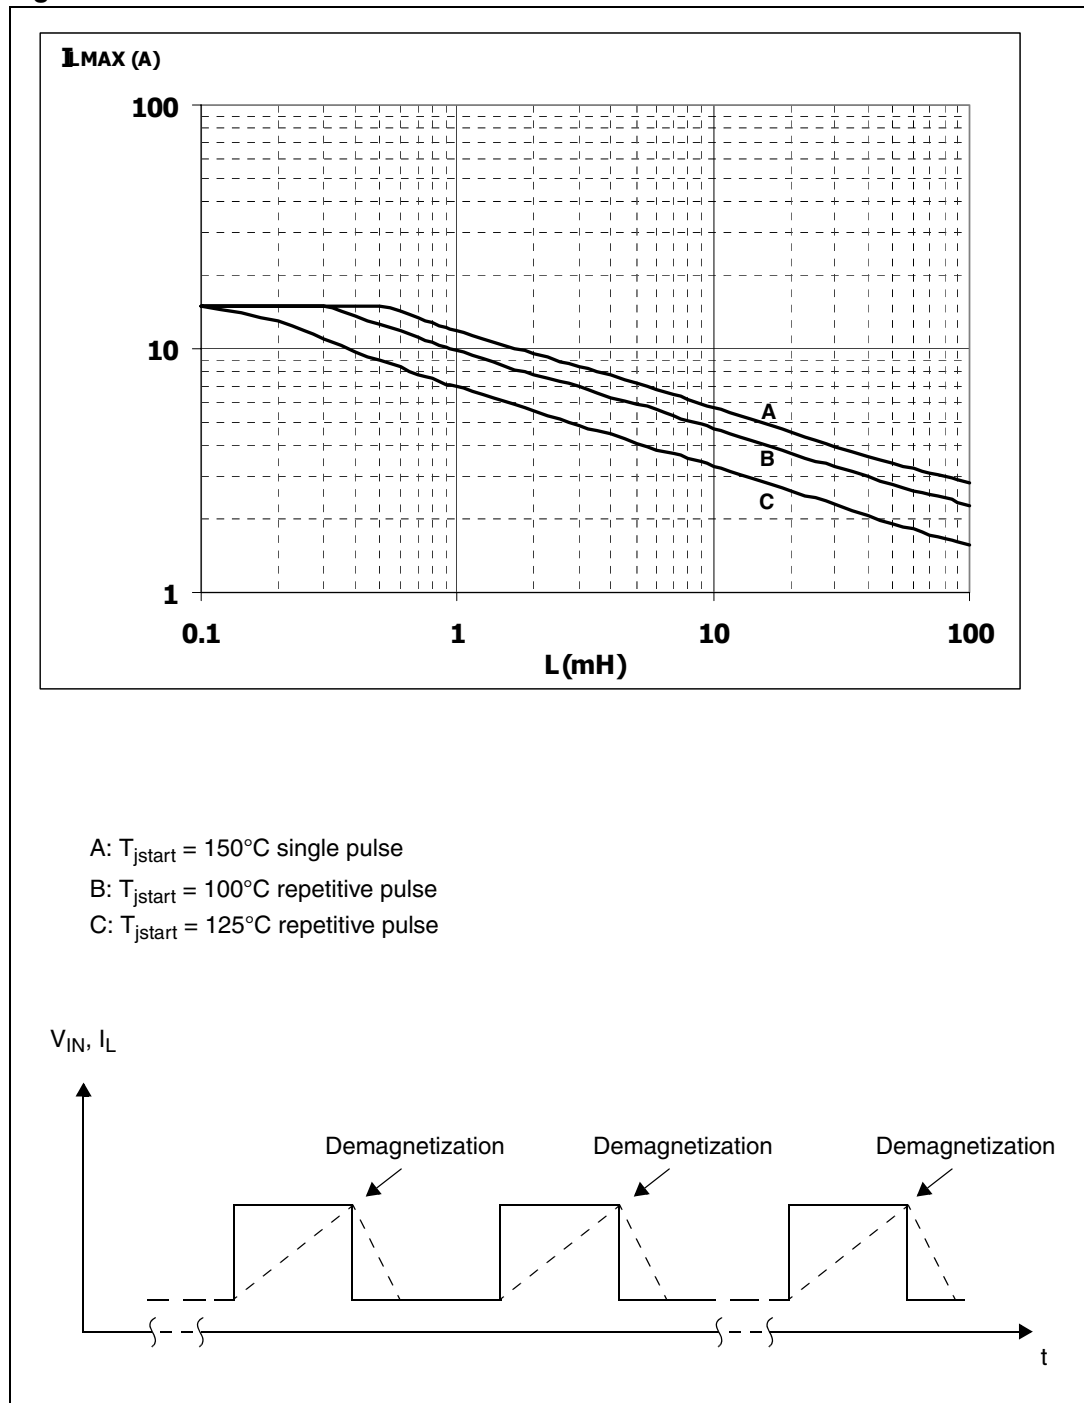 ILMAX (A)
100
10
1
0.1 1 10 100
L(mH)
A
B
C
A: Tjstart = 150°C single pulse
B: Tjstart = 100°C repetitive pulse
C: Tjstart = 125°C repetitive pulse
VIN, IL
Demagnetization Demagnetization Demagnetization
t